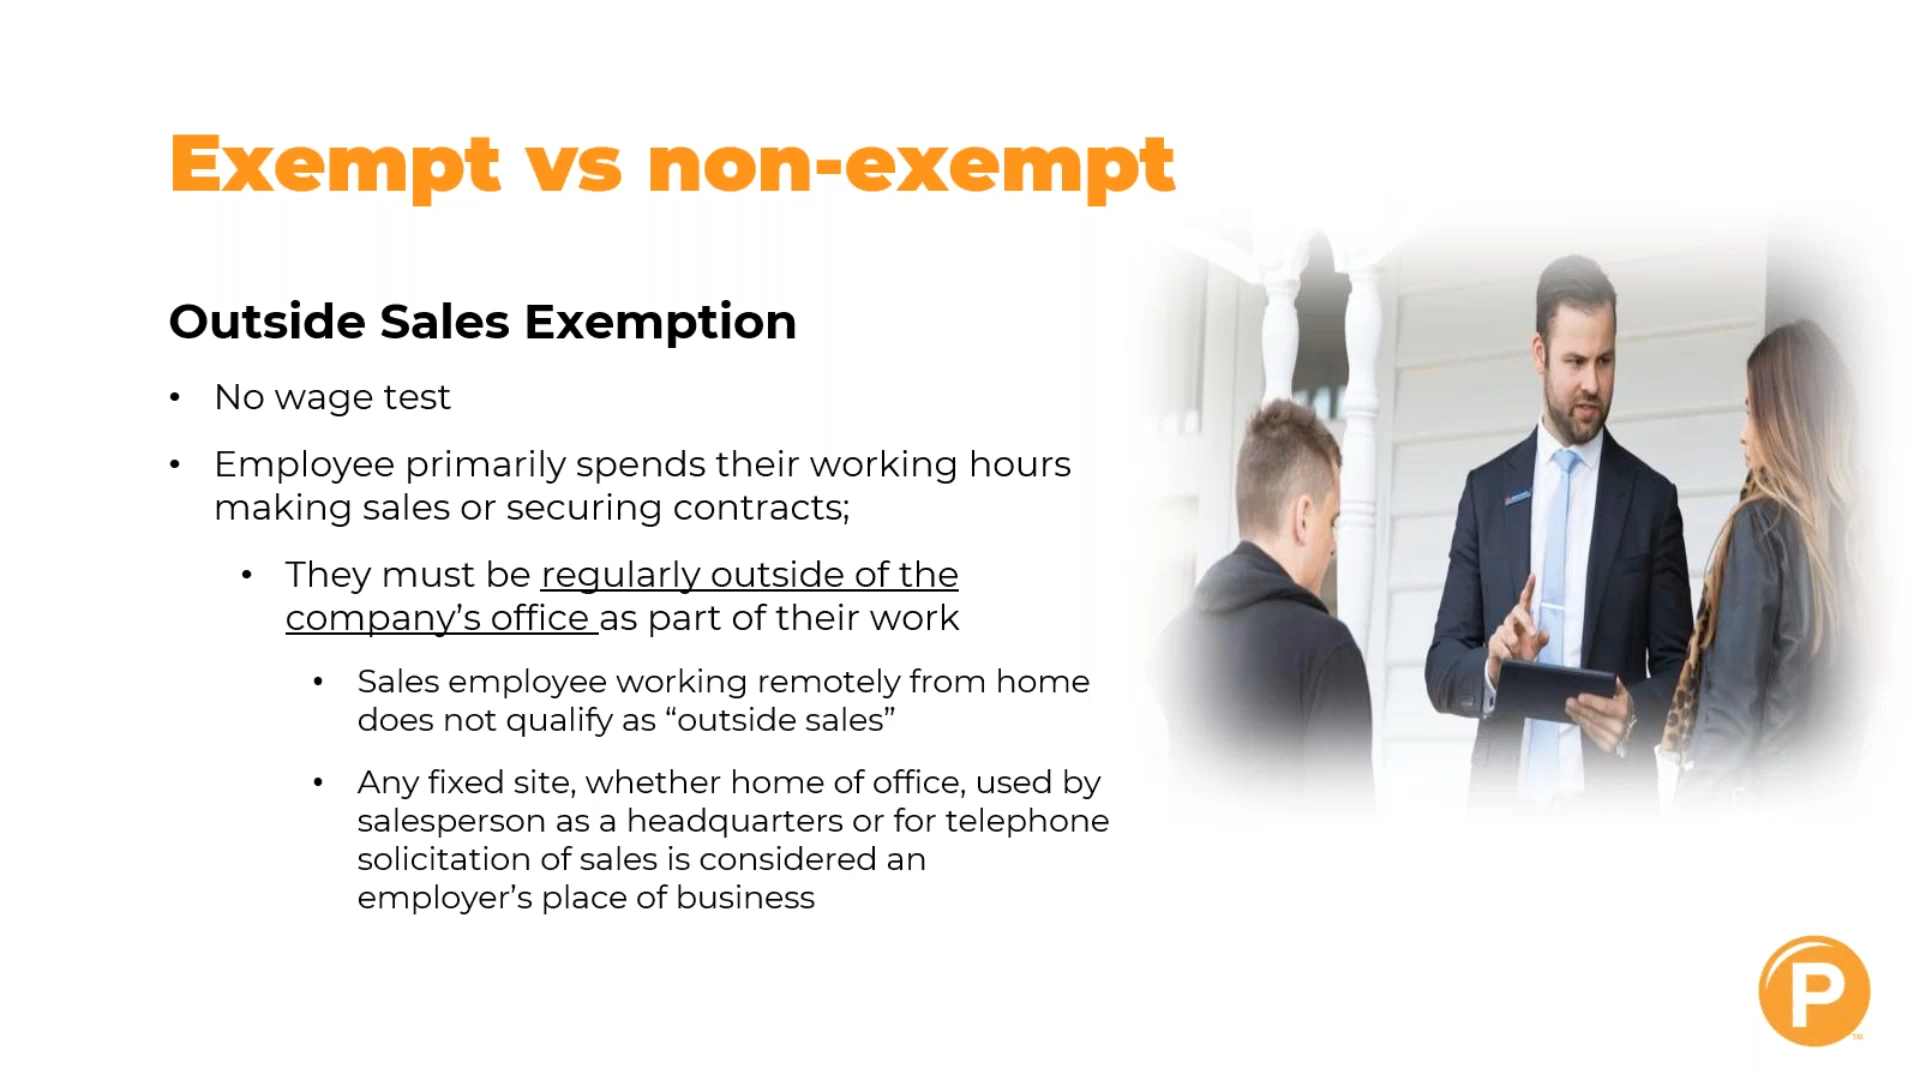 Exempt vs non-exempt
Outside Sales Exemption
• No wage test
• Employee primarily spends their working hours
making sales or securing contracts;
• They must be regularly outside of the
company’s office as part of their work
• Sales employee working remotely from home
does not qualify as “outside sales”
• Any fixed site, whether home of office, used by
salesperson as a headquarters or for telephone
solicitation of sales is considered an
employer’s place of business
P
TM